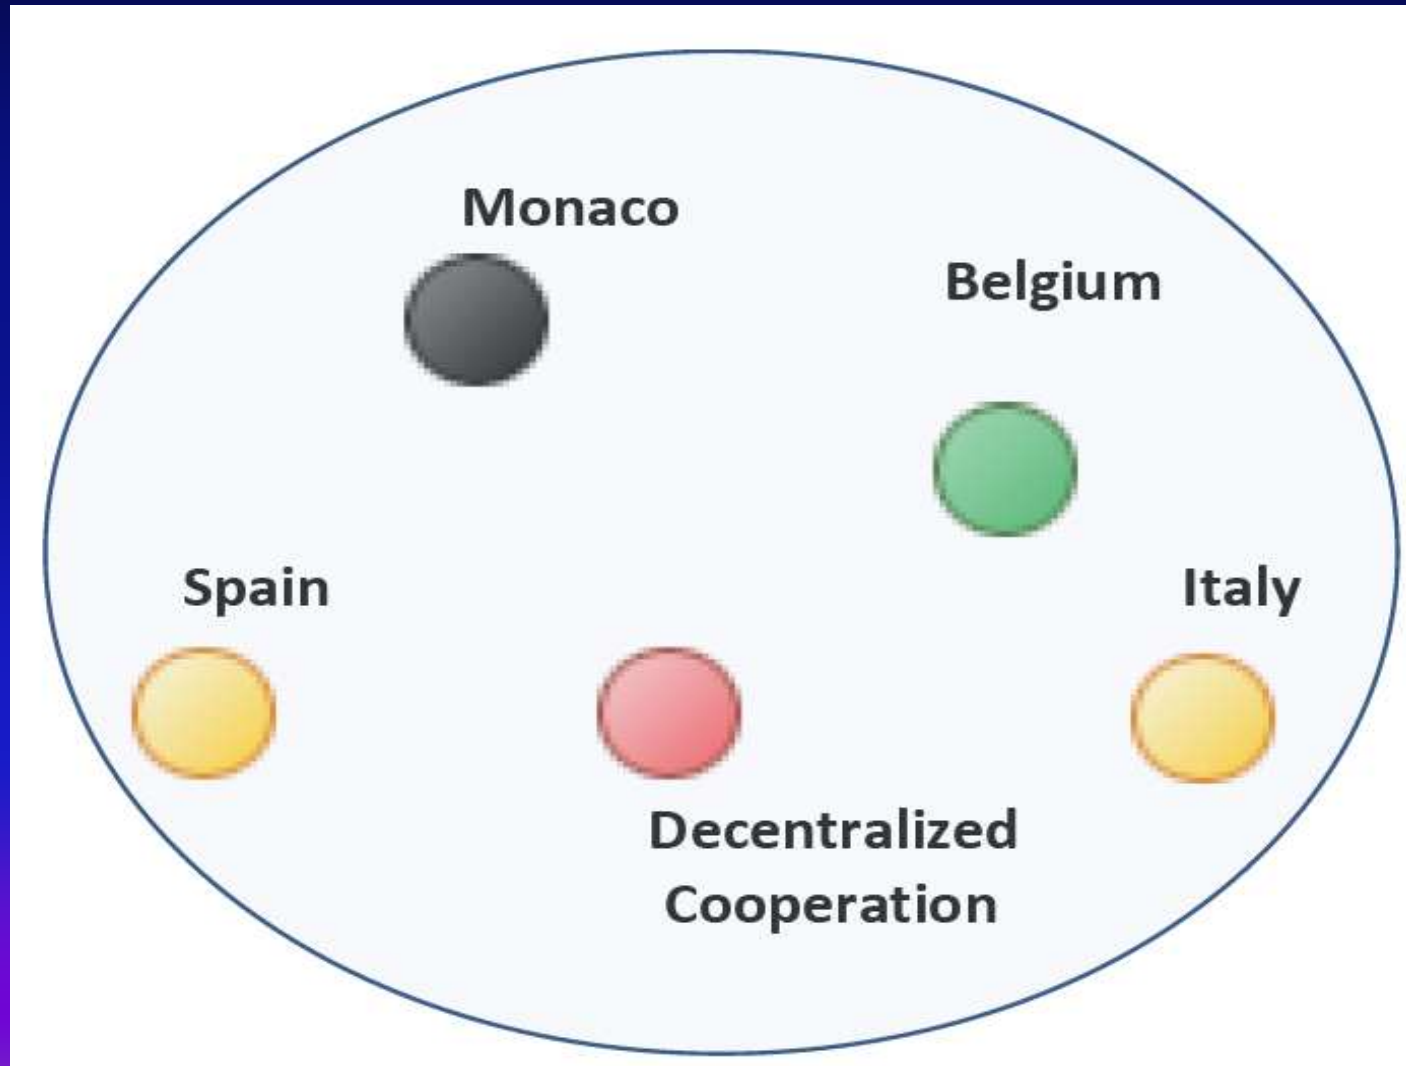 Monaco
Belgium
Spain
Italy
Decentralized
Cooperation